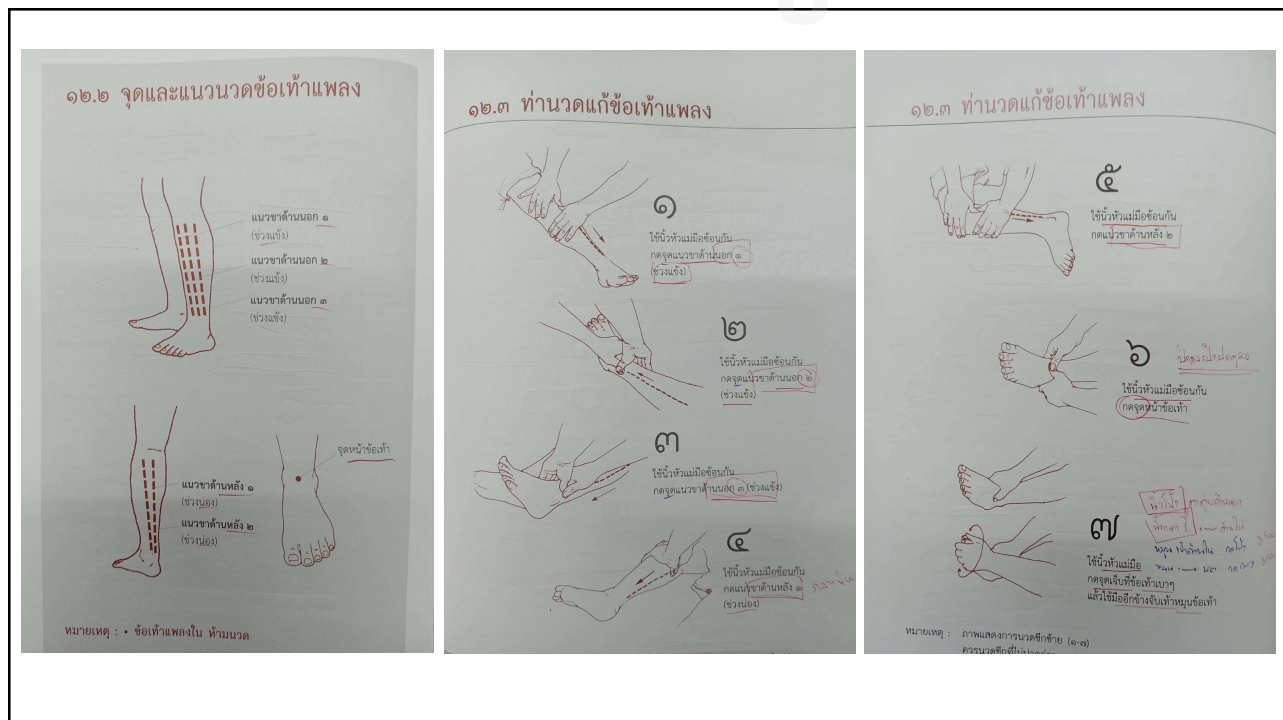 ๑๒.๒ จุดและแนวนวดข้อเท้าแพลง
แนวขาด้านนอก ๑
(ช่วงแข้ง)
แนวขาด้านนอก ๒
(ช่วงแข้ง)
แนวขาด้านนอก ๓
(ช่วงแข้ง)
จุดหน้าข้อเท้า
แนวขาด้านหลัง ๑
(ช่วงน่อง)
แนวขาด้านหลัง ๒
(ช่วงน่อง)
หมายเหตุ : • ข้อเท้าแพลงใน ห้ามนวด
๑๒.๓ ท่านวดแก้ข้อเท้าแพลง
๑
ใช้นิ้วหัวแม่มือซ้อนกัน
กดจุดแนวขาด้านนอก ๑
(ช่วงแข้ง)
๒
ใช้นิ้วหัวแม่มือซ้อนกัน
กดจุดแนวขาด้านนอก ๒
(ช่วงแข้ง)
๓
ใช้นิ้วหัวแม่มือซ้อนกัน
กดจุดแนวขาด้านนอก ๓ (ช่วงแข้ง)
๔
ใช้นิ้วหัวแม่มือซ้อนกัน
กดแนวขาด้านหลัง ๑
(ช่วงน่อง)
๑๒.๓ ท่านวดแก้ข้อเท้าแพลง
๕
ใช้นิ้วหัวแม่มือซ้อนกัน
กดแนวขาด้านหลัง ๒
๖
ใช้นิ้วหัวแม่มือซ้อนกัน
กดจุดหน้าข้อเท้า
๗
ใช้นิ้วหัวแม่มือ
กดจุดเจ็บที่ข้อเท้าเบาๆ
แล้วใช้มืออีกข้างจับเท้าหมุนข้อเท้า
หมายเหตุ : ภาพแสดงการนวดซีกซ้าย (๑-๗)